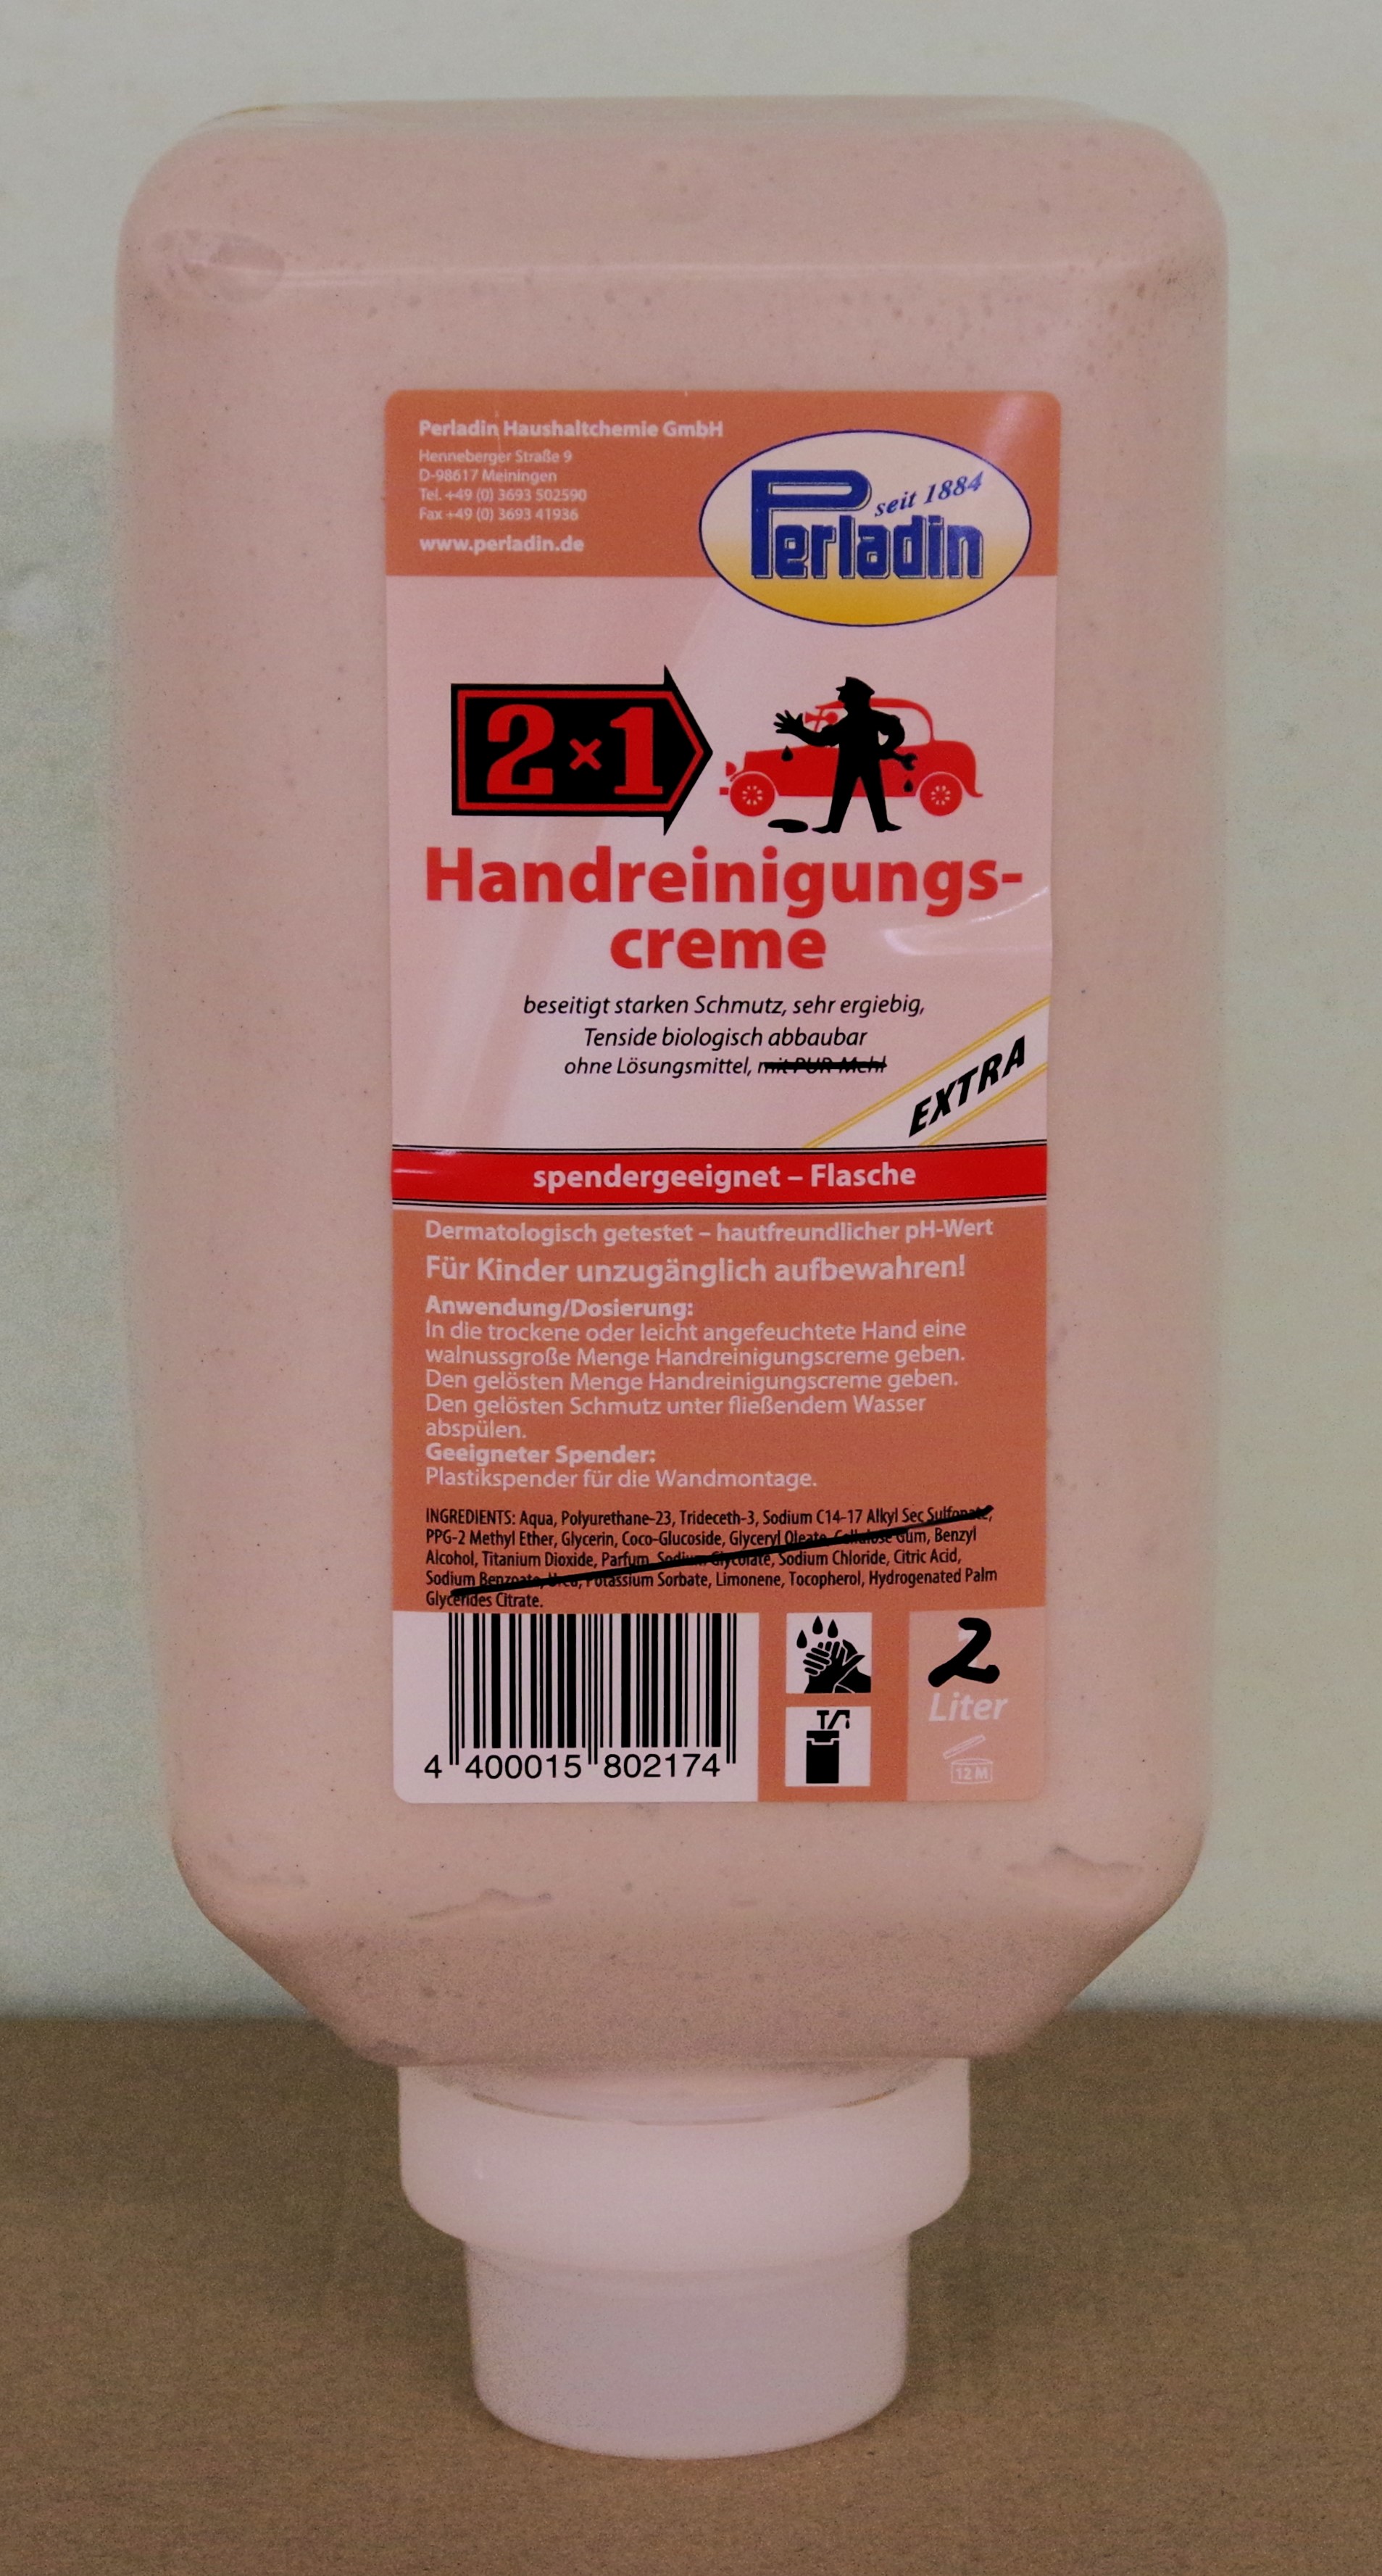 Perladin Haushaltchemie GmbH
Henneberger Straße 9
D-98617 Meiningen
Tel. +49 (0) 3693 502590
Fax +49 (0) 3693 41936
www.perladin.de
seit 1884
Perladin
2×1
Handreinigungs-
creme
beseitigt starken Schmutz, sehr ergiebig,
Tenside biologisch abbaubar
ohne Lösungsmittel, mit PUR-Mehl
EXTRA
spendergeeignet – Flasche
Dermatologisch getestet – hautfreundlicher pH-Wert
Für Kinder unzugänglich aufbewahren!
Anwendung/Dosierung:
In die trockene oder leicht angefeuchtete Hand eine
walnussgroße Menge Handreinigungscreme geben.
Den gelösten Menge Handreinigungscreme geben.
Den gelösten Schmutz unter fließendem Wasser
abspülen.
Geeigneter Spender:
Plastikspender für die Wandmontage.
INGREDIENTS: Aqua, Polyurethane-23, Trideceth-3, Sodium C14-17 Alkyl Sec Sulfonate,
PPG-2 Methyl Ether, Glycerin, Coco-Glucoside, Glyceryl Oleate, Cellulose Gum, Benzyl
Alcohol, Titanium Dioxide, Parfum, Sodium Glycolate, Sodium Chloride, Citric Acid,
Sodium Benzoate, Urea, Potassium Sorbate, Limonene, Tocopherol, Hydrogenated Palm
Glycerides Citrate.
2
Liter
12 M
4 400015 802174